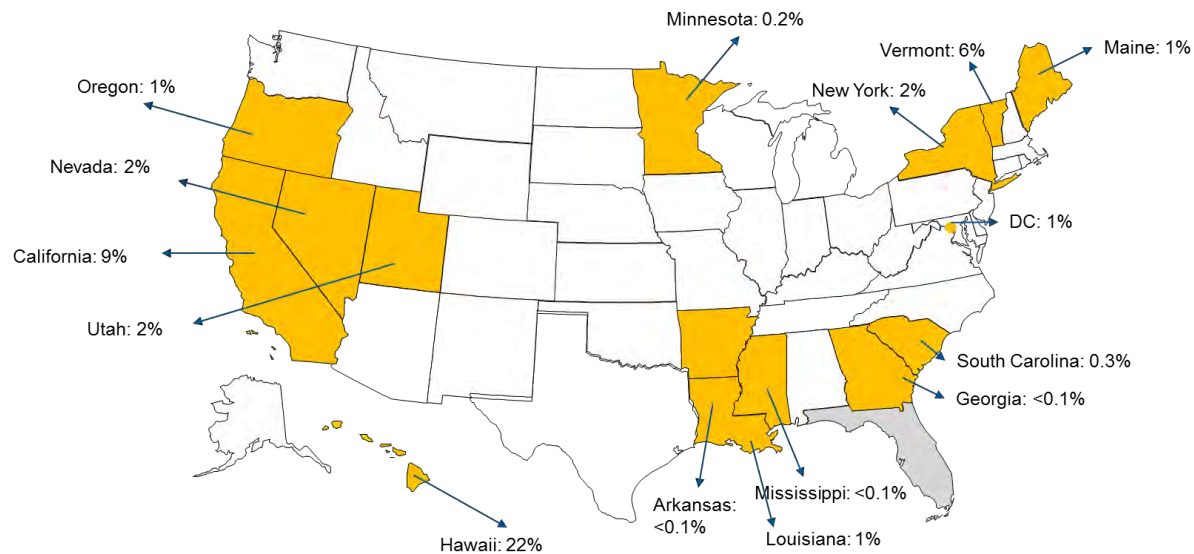 Minnesota: 0.2%
Vermont: 6%
Maine: 1%
Oregon: 1%
New York: 2%
Nevada: 2%
DC: 1%
California: 9%
Utah: 2%
South Carolina: 0.3%
Georgia: <0.1%
Arkansas:
<0.1%
Mississippi: <0.1%
Louisiana: 1%
Hawaii: 22%